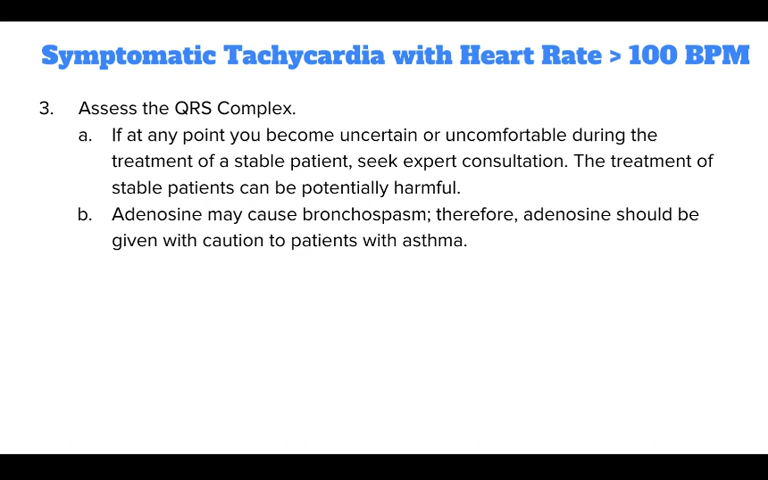 Symptomatic Tachycardia with Heart Rate > 100 BPM
3. Assess the QRS Complex.
a. If at any point you become uncertain or uncomfortable during the
treatment of a stable patient, seek expert consultation. The treatment of
stable patients can be potentially harmful.
b. Adenosine may cause bronchospasm; therefore, adenosine should be
given with caution to patients with asthma.